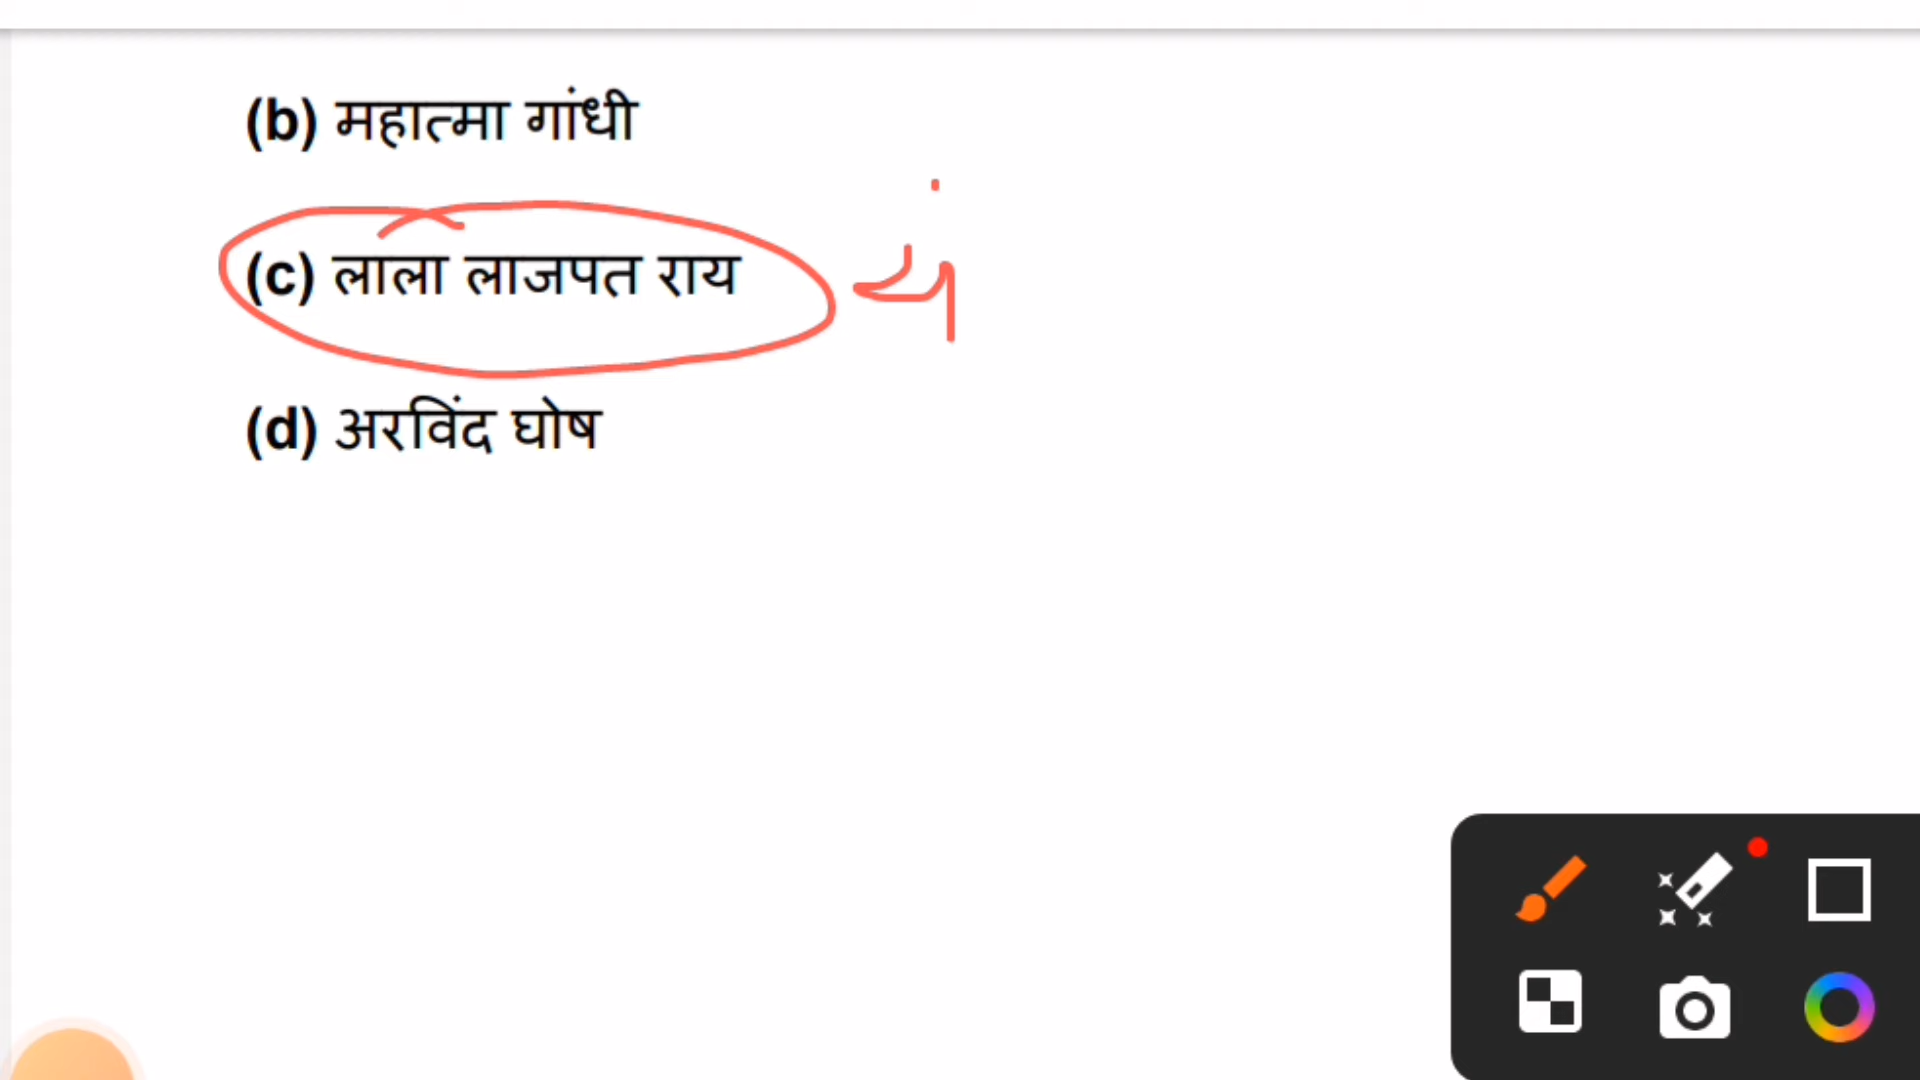 (b) महात्मा गांधी
(c) लाला लाजपत राय
(d) अरविंद घोष